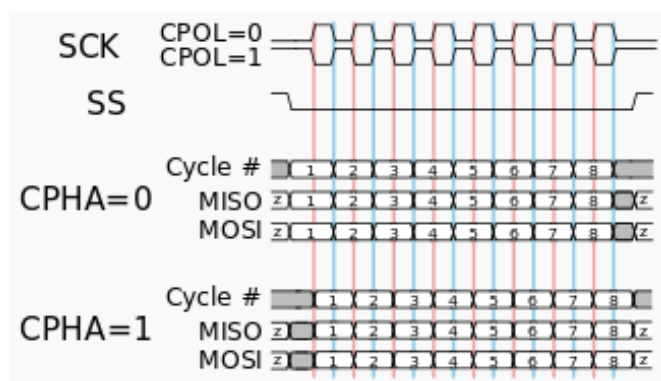 SCK CPOL=0
CPOL=1
SS
Cycle # 1 2 3 4 5 6 7 8
CPHA=0 MISO z 1 2 3 4 5 6 7 8 z
MOSI z 1 2 3 4 5 6 7 8 z
Cycle # 1 2 3 4 5 6 7 8
CPHA=1 MISO z 1 2 3 4 5 6 7 8 z
MOSI z 1 2 3 4 5 6 7 8 z